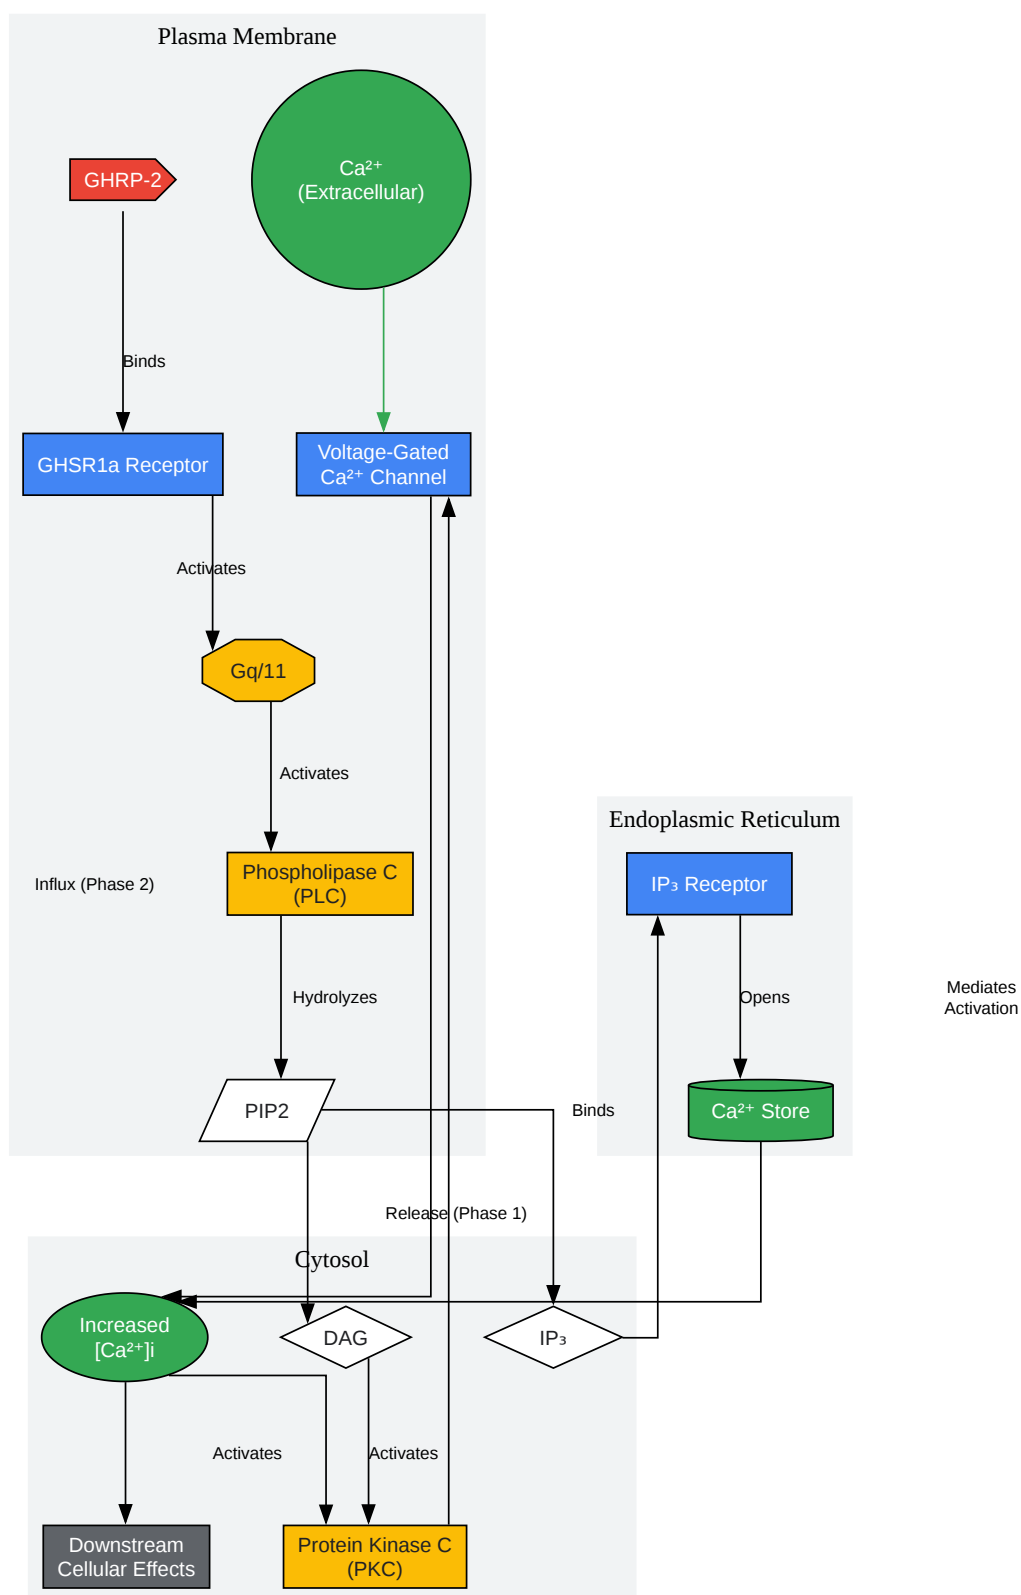 Plasma Membrane
Ca²⁺
(Extracellular)
GHRP-2
Binds
GHSR1a Receptor
Voltage-Gated
Ca²⁺ Channel
Activates
Gq/11
Activates
Phospholipase C
(PLC)
Influx (Phase 2)
Hydrolyzes
PIP2
Endoplasmic Reticulum
IP₃ Receptor
Opens
Mediates
Activation
Ca²⁺ Store
Binds
Release (Phase 1)
Cytosol
Increased
[Ca²⁺]i
DAG
IP₃
Activates
Activates
Downstream
Cellular Effects
Protein Kinase C
(PKC)